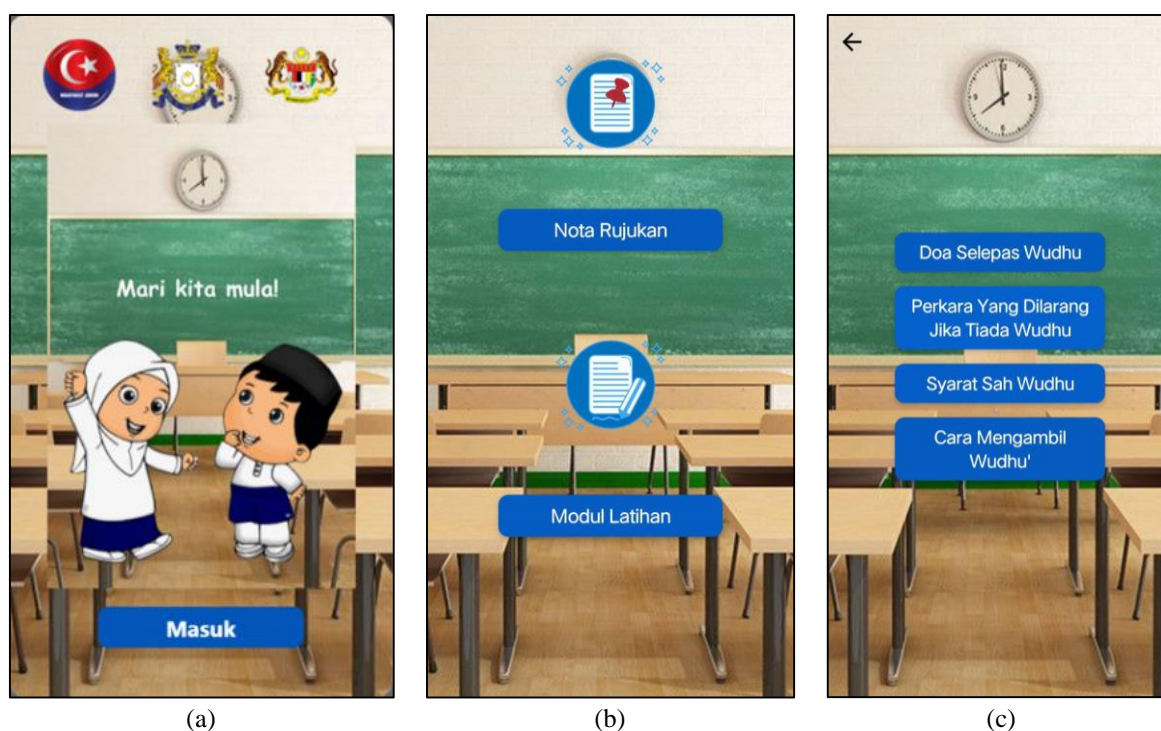 Mari kita mula!
Masuk
(a)
Nota Rujukan
Modul Latihan
(b)
Doa Selepas Wudhu
Perkara Yang Dilarang
Jika Tiada Wudhu
Syarat Sah Wudhu
Cara Mengambil
Wudhu'
(c)